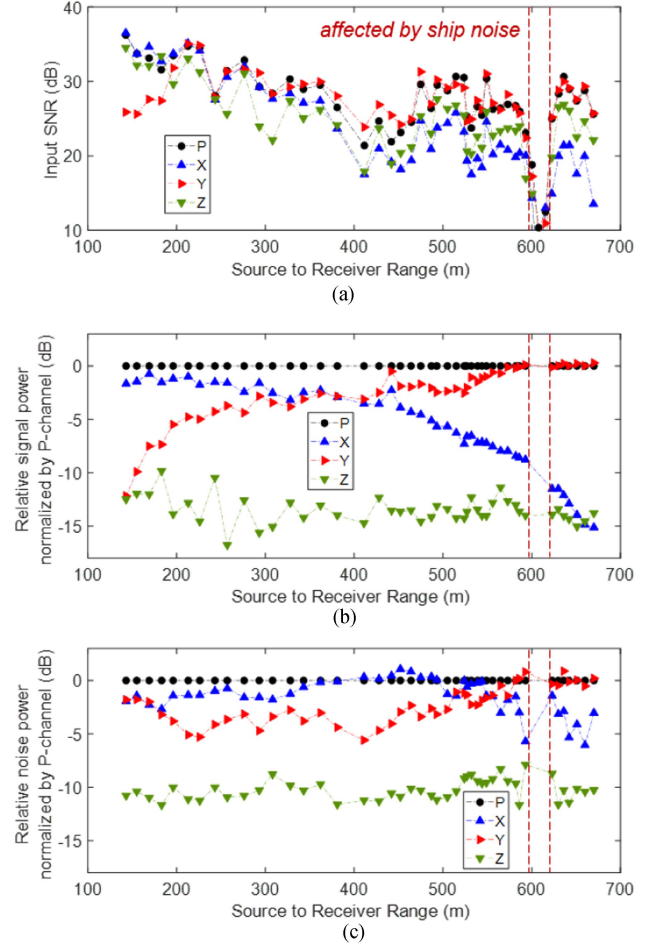 affected by ship noise
Input SNR (dB)
40
30
20
10
P
X
Y
Z
100 200 300 400 500 600 700
Source to Receiver Range (m)
(a)
Relative signal power
normalized by P-channel (dB)
0
-5
-10
-15
P
X
Y
Z
100 200 300 400 500 600 700
Source to Receiver Range (m)
(b)
Relative noise power
normalized by P-channel (dB)
0
-5
-10
-15
P
X
Y
Z
100 200 300 400 500 600 700
Source to Receiver Range (m)
(c)